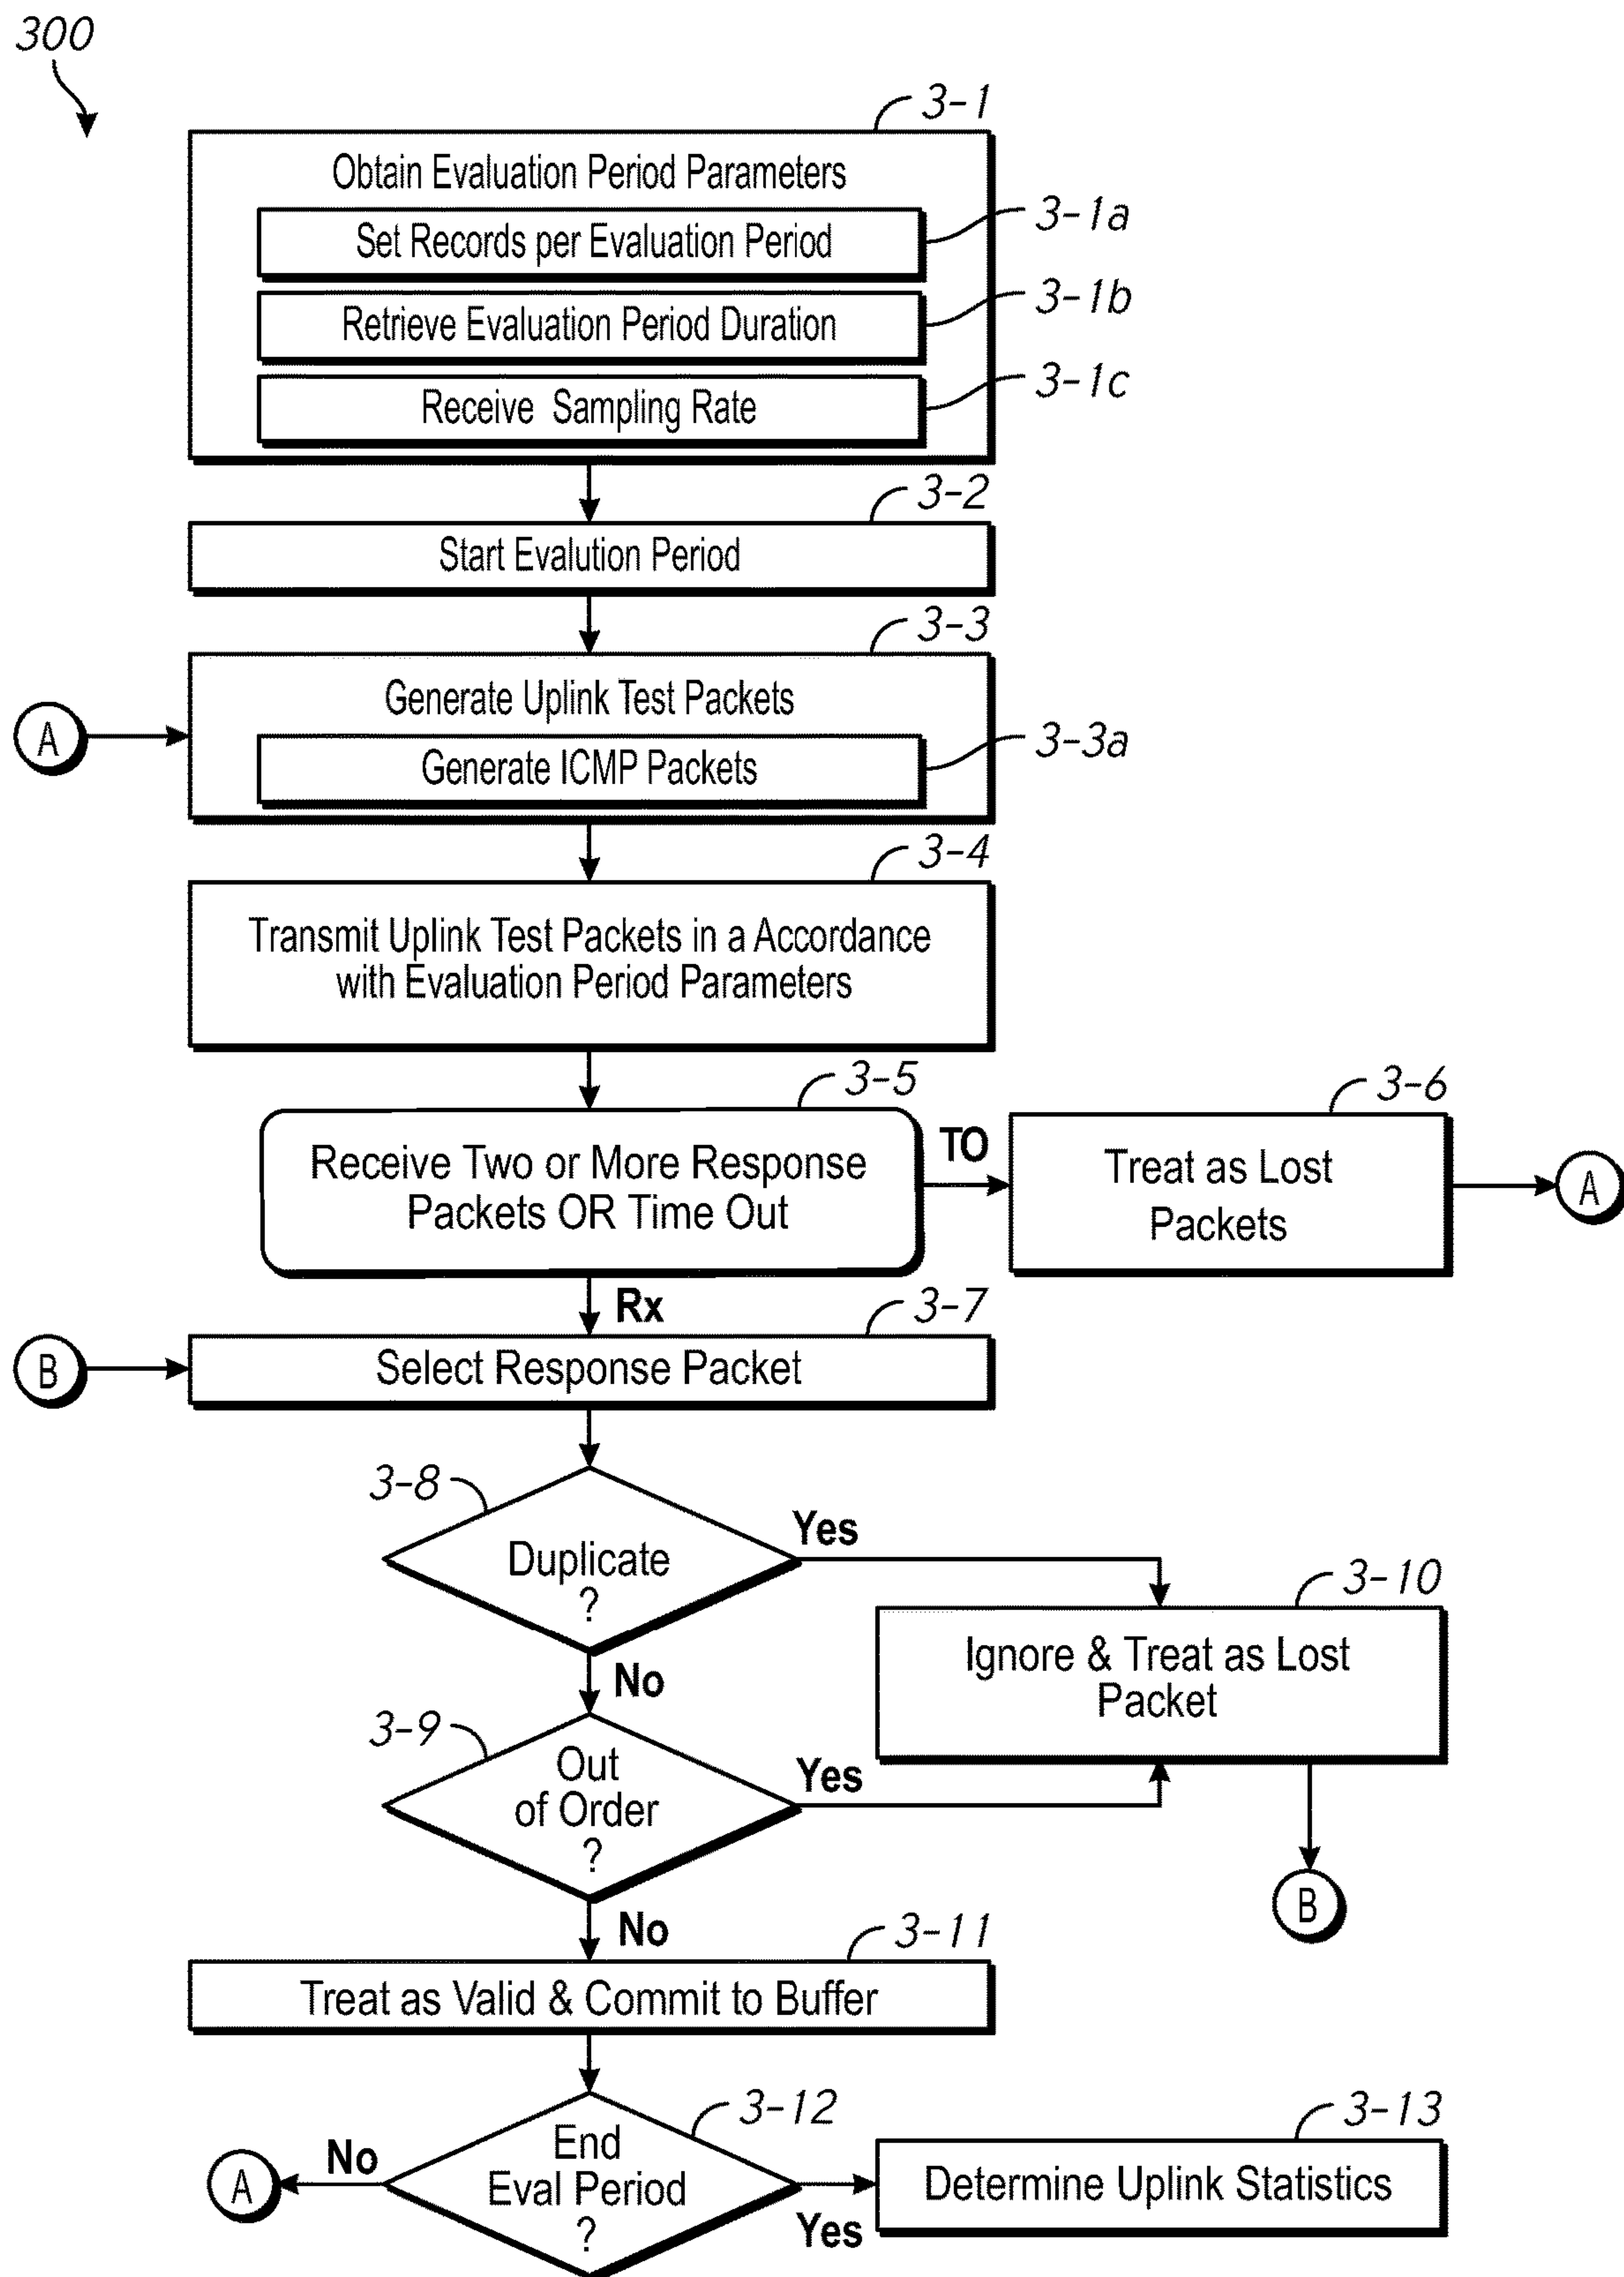 300
3-1
Obtain Evaluation Period Parameters
3-1a
Set Records per Evaluation Period
3-1b
Retrieve Evaluation Period Duration
3-1c
Receive Sampling Rate
3-2
Start Evalution Period
3-3
Generate Uplink Test Packets
A
3-3a
Generate ICMP Packets
3-4
Transmit Uplink Test Packets in a Accordance
with Evaluation Period Parameters
3-5
Receive Two or More Response
Packets OR Time Out
TO
3-6
Treat as Lost
Packets
A
Rx
3-7
B
Select Response Packet
3-8
Duplicate
?
Yes
3-10
Ignore & Treat as Lost
Packet
No
3-9
Out
of Order
?
Yes
B
No
3-11
Treat as Valid & Commit to Buffer
3-12
End
Eval Period
?
No
A
Yes
3-13
Determine Uplink Statistics